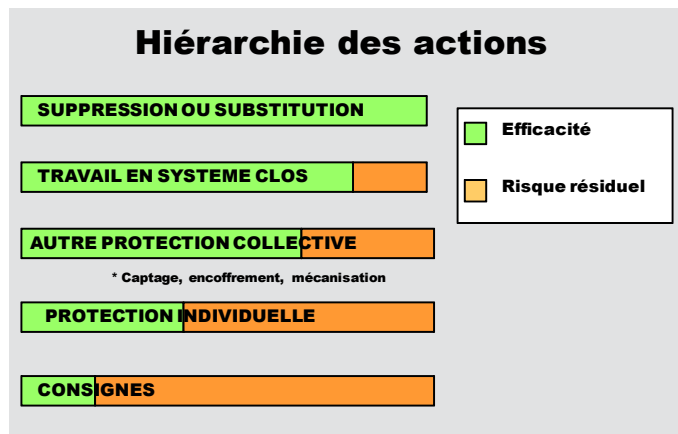 Hiérarchie des actions
SUPPRESSION OU SUBSTITUTION
Efficacité
TRAVAIL EN SYSTEME CLOS
Risque résiduel
AUTRE PROTECTION COLLECTIVE
* Captage, encoffrement, mécanisation
PROTECTION INDIVIDUELLE
CONSIGNES